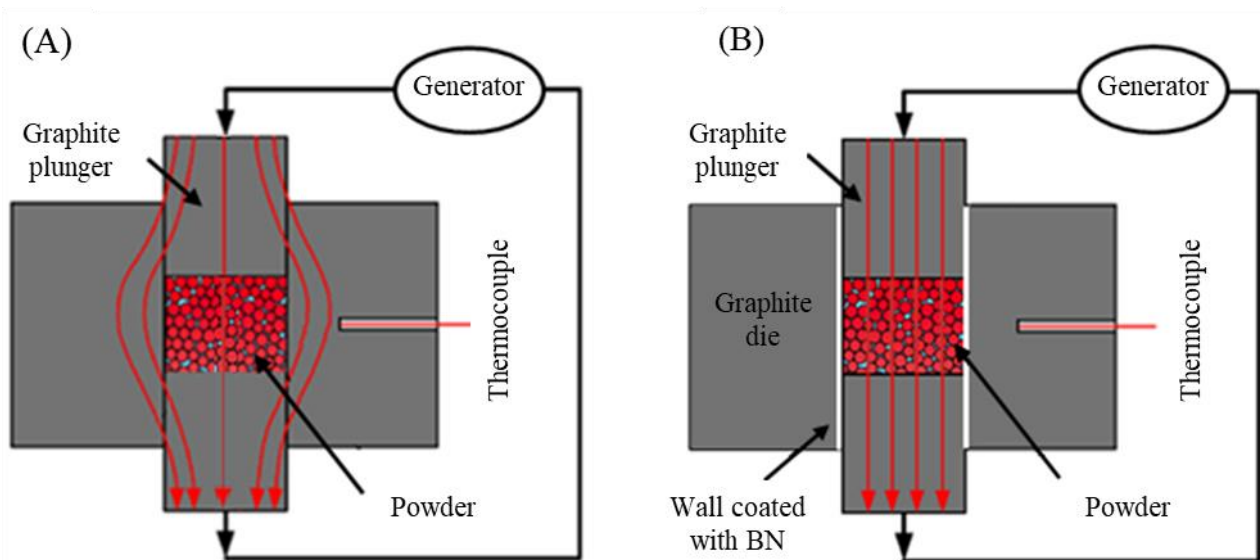 (A)
Generator
Graphite
plunger
Thermocouple
Powder
(B)
Generator
Graphite
plunger
Graphite
die
Thermocouple
Wall coated
with BN
Powder